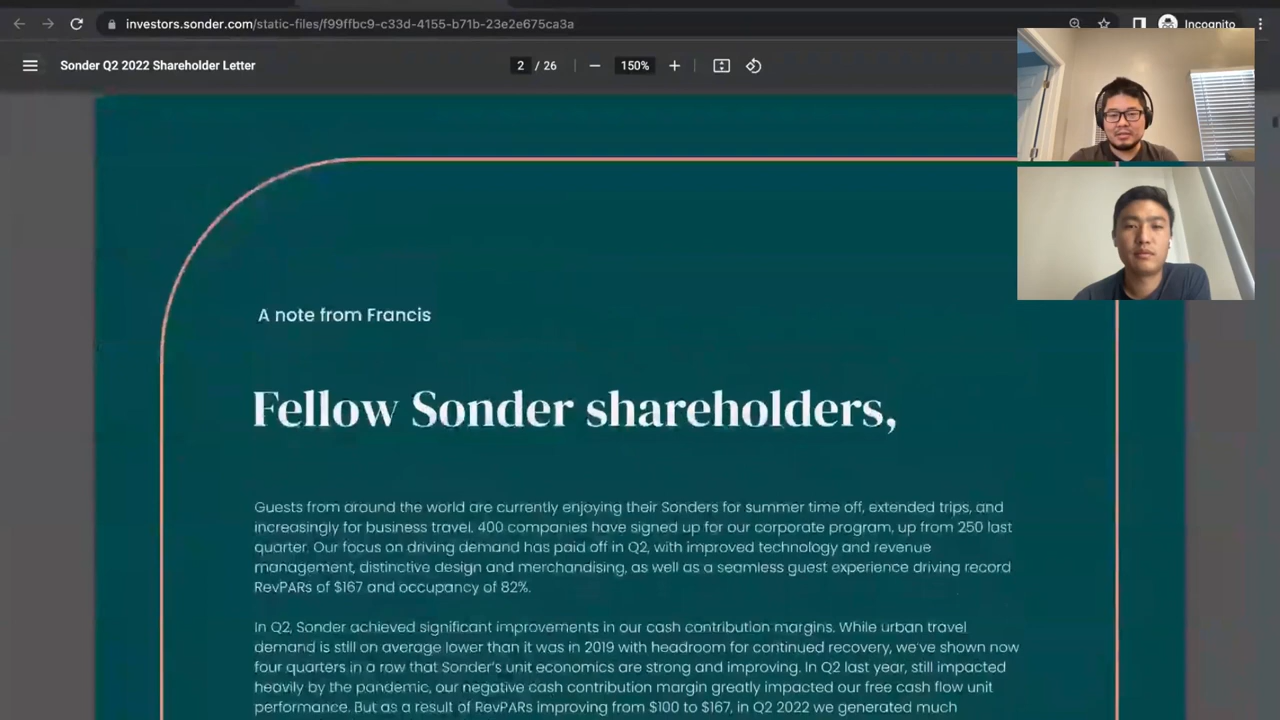 investors.sonder.com/static-files/f99ffbc9-c33d-4155-b71b-23e2e675ca3a
Incognito
Sonder Q2 2022 Shareholder Letter
2 / 26
150%
A note from Francis
Fellow Sonder shareholders,
Guests from around the world are currently enjoying their Sonders for summer time off, extended trips, and
increasingly for business travel. 400 companies have signed up for our corporate program, up from 250 last
quarter. Our focus on driving demand has paid off in Q2, with improved technology and revenue
management, distinctive design and merchandising, as well as a seamless guest experience driving record
RevPARs of $167 and occupancy of 82%.
In Q2, Sonder achieved significant improvements in our cash contribution margins. While urban travel
demand is still on average lower than it was in 2019 with headroom for continued recovery, we've shown now
four quarters in a row that Sonder's unit economics are strong and improving. In Q2 last year, still impacted
heavily by the pandemic, our negative cash contribution margin greatly impacted our free cash flow unit
performance. But as a result of RevPARs improving from $100 to $167, in Q2 2022 we generated much